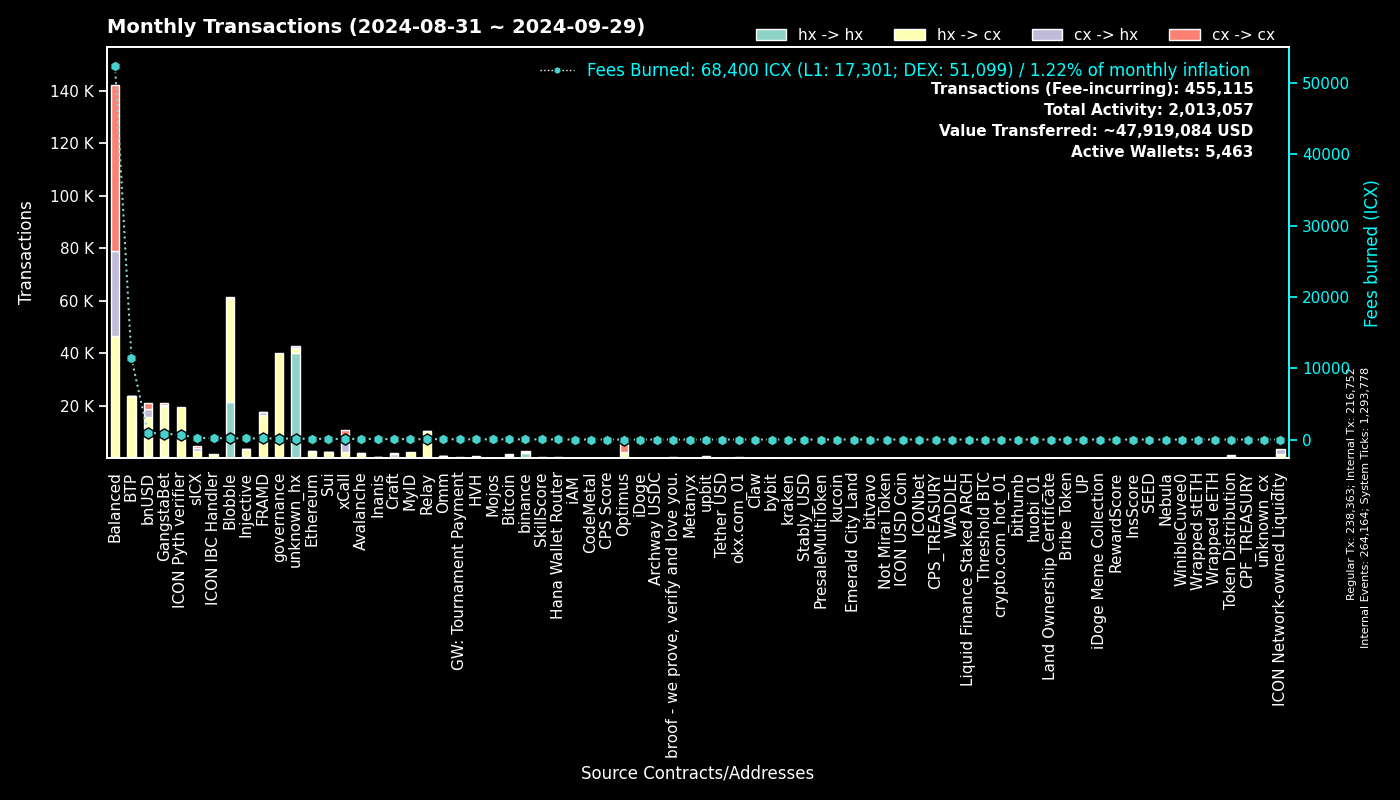 Monthly Transactions (2024-08-31 ~ 2024-09-29)
hx -> hx
hx -> cx
cx -> hx
cx -> cx
Fees Burned: 68,400 ICX (L1: 17,301; DEX: 51,099) / 1.22% of monthly inflation
Transactions (Fee-incurring): 455,115
Total Activity: 2,013,057
Value Transferred: ~47,919,084 USD
Active Wallets: 5,463
Transactions
140 K
120 K
100 K
80 K
60 K
40 K
20 K
50000
40000
30000
20000
10000
0
Fees burned (ICX)
Regular Tx: 238,363; Internal Tx: 216,752
Internal Events: 264,164; System Ticks: 1,293,778
Balanced
BTP
bnUSD
GangstaBet
ICON Pyth verifier
sICX
ICON IBC Handler
Blobble
Injective
FRAMD
governance
unknown_hx
Ethereum
Sui
xCall
Avalanche
Inanis
Craft
MyID
Relay
Omm
GW: Tournament Payment
HVH
Mojos
Bitcoin
binance
SkillScore
Hana Wallet Router
iAM
CodeMetal
CPS Score
Optimus
iDoge
Archway USDC
broof - we prove, verify and love you.
Metanyx
upbit
Tether USD
okx.com_01
Claw
bybit
kraken
Stably_USD
PresaleMultiToken
kucoin
Emerald City Land
bitvavo
Not Mirai Token
ICON USD Coin
ICONbet
CPS_TREASURY
WADDLE
Liquid Finance Staked ARCH
Threshold BTC
crypto.com_hot_01
bithumb
huobi_01
Land Ownership Certificate
Bribe Token
UP
iDoge Meme Collection
RewardScore
InsScore
SEED
Nebula
WinibleCuvee0
Wrapped stETH
Wrapped eETH
Token Distribution
CPF_TREASURY
unknown_cx
ICON Network-owned Liquidity
Source Contracts/Addresses